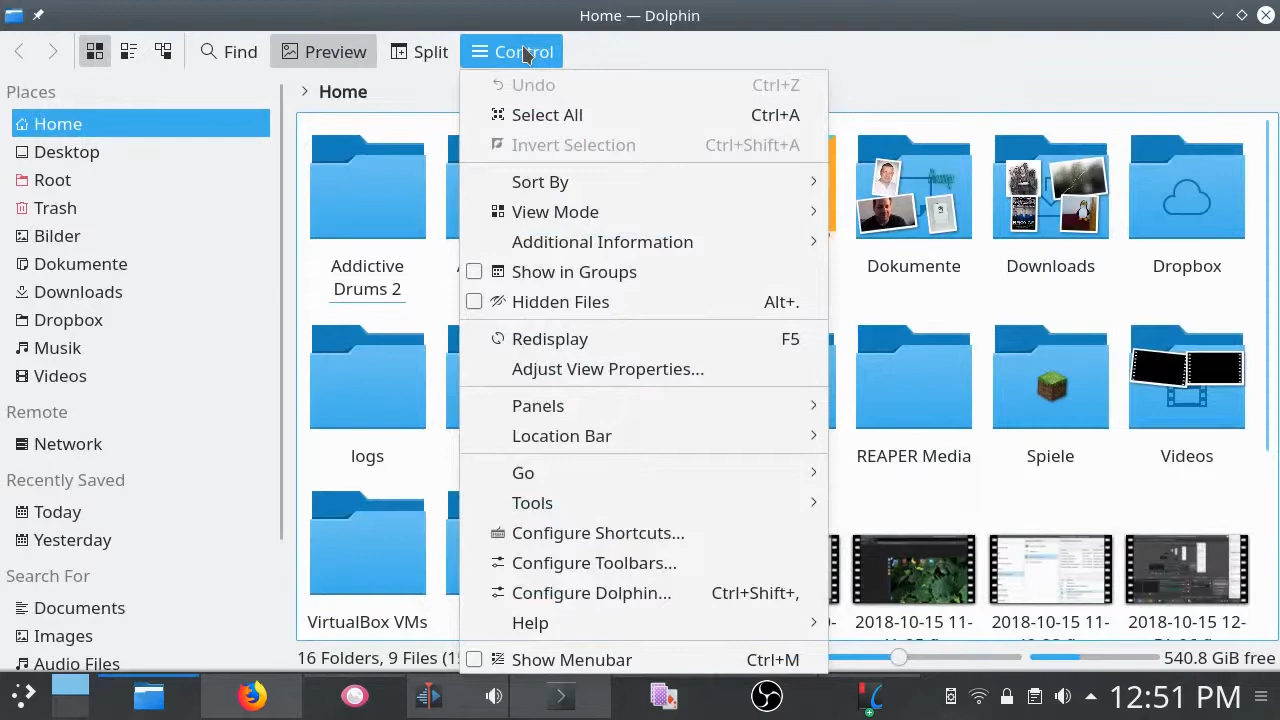 Home — Dolphin
Find
Preview
Split
Control
Places
Home
Desktop
Root
Trash
Bilder
Dokumente
Downloads
Dropbox
Musik
Videos
Remote
Network
Recently Saved
Today
Yesterday
Search For
Documents
Images
Audio Files
Home
Undo Ctrl+Z
Select All Ctrl+A
Invert Selection Ctrl+Shift+A
Sort By
View Mode
Additional Information
Show in Groups
Hidden Files Alt+.
Redisplay F5
Adjust View Properties...
Panels
Location Bar
Go
Tools
Configure Shortcuts...
Configure Toolbars...
Configure Dolphin... Ctrl+Shift+,
Help
Show Menubar Ctrl+M
Addictive
Drums 2
Dokumente
Downloads
Dropbox
logs
REAPER Media
Spiele
Videos
VirtualBox VMs
2018-10-15 11-
2018-10-15 11-
2018-10-15 12-
16 Folders, 9 Files
540.8 GiB free
12:51 PM